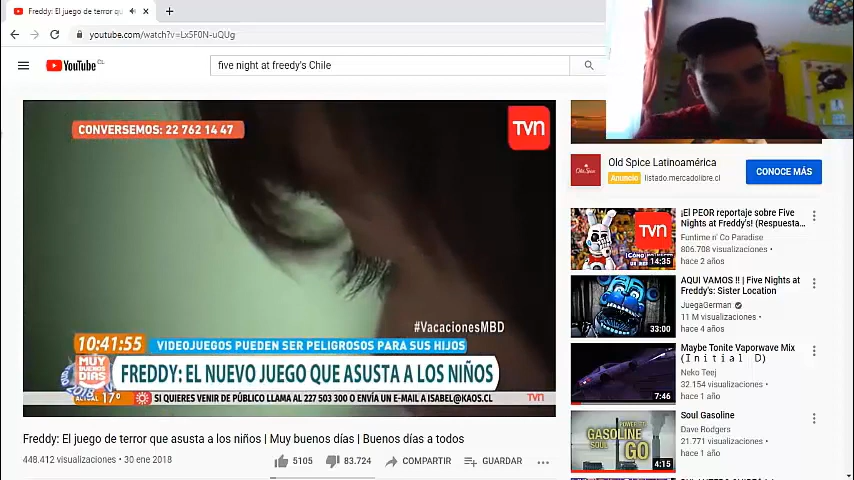 Freddy: El juego de terror qu
youtube.com/watch?v=Lx5F0N-uQUg
YouTube CL
five night at freedy's Chile
CONVERSEMOS: 22 762 14 47
TVN
#VacacionesMBD
10:41:55
VIDEOJUEGOS PUEDEN SER PELIGROSOS PARA SUS HIJOS
MUY BUENOS DÍAS
FREDDY: EL NUEVO JUEGO QUE ASUSTA A LOS NIÑOS
ACTUAL 17°
SI QUIERES VENIR DE PÚBLICO LLAMA AL 227 503 300 O ENVÍA UN E-MAIL A ISABEL@KAOS.CL
TVN
Freddy: El juego de terror que asusta a los niños | Muy buenos días | Buenos días a todos
448.412 visualizaciones • 30 ene 2018
5105
83.724
COMPARTIR
GUARDAR
Old Spice
Old Spice Latinoamérica
Anuncio
listado.mercadolibre.cl
CONOCE MÁS
TVN
14:35
¡El PEOR reportaje sobre Five
Nights at Freddy's! (Respuesta...
Funtime n' Co Paradise
806.708 visualizaciones
hace 2 años
33:00
AQUI VAMOS !! | Five Nights at
Freddy's: Sister Location
JuegaGerman
11 M visualizaciones
hace 4 años
7:46
Maybe Tonite Vaporwave Mix
(Initial D)
Neko Teej
32.154 visualizaciones
hace 1 año
GASOLINE
SOUL
GO
4:15
Soul Gasoline
Dave Rodgers
21.771 visualizaciones
hace 1 año